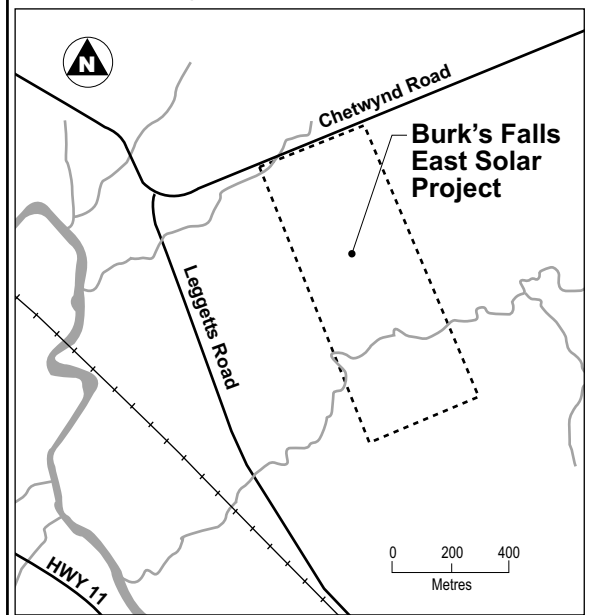 N
Chetwynd Road
Burk's Falls
East Solar
Project
Leggetts Road
0 200 400
Metres
HWY 11